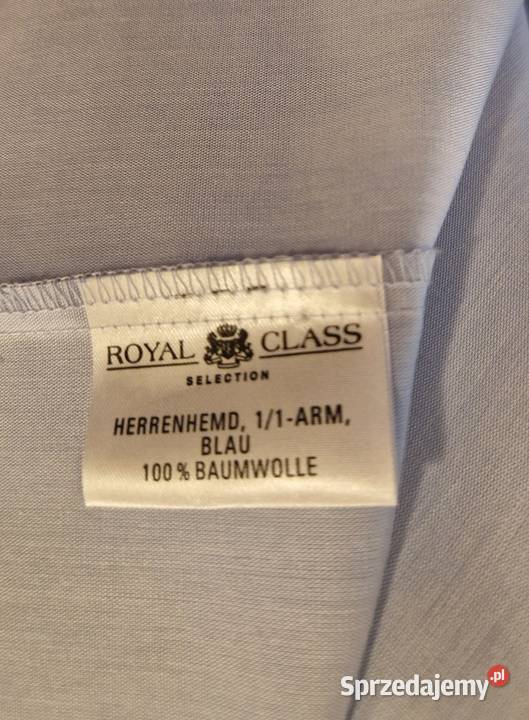 ROYAL CLASS
SELECTION
HERRENHEMD, 1/1-ARM,
BLAU
100 % BAUMWOLLE
Sprzedajemy.pl